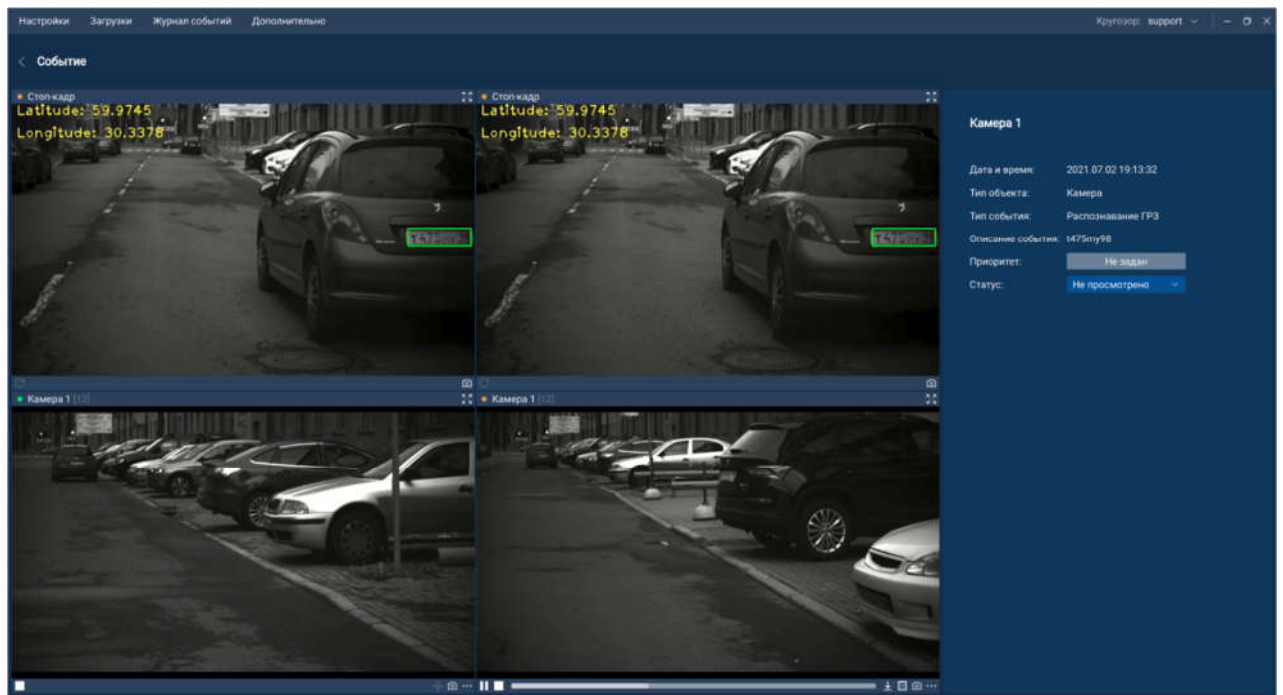 Настройки Загрузки Журнал событий Дополнительно Кругозор: support
Событие
Стоп-кадр
Latitude: 59.9745
Longitude: 30.3378
Стоп-кадр
Latitude: 59.9745
Longitude: 30.3378
Камера 1 [12]
Камера 1 [12]
Камера 1
Дата и время: 2021.07.02 19:13:32
Тип объекта: Камера
Тип события: Распознавание ГРЗ
Описание события: t475my98
Приоритет: Не задан
Статус: Не просмотрено